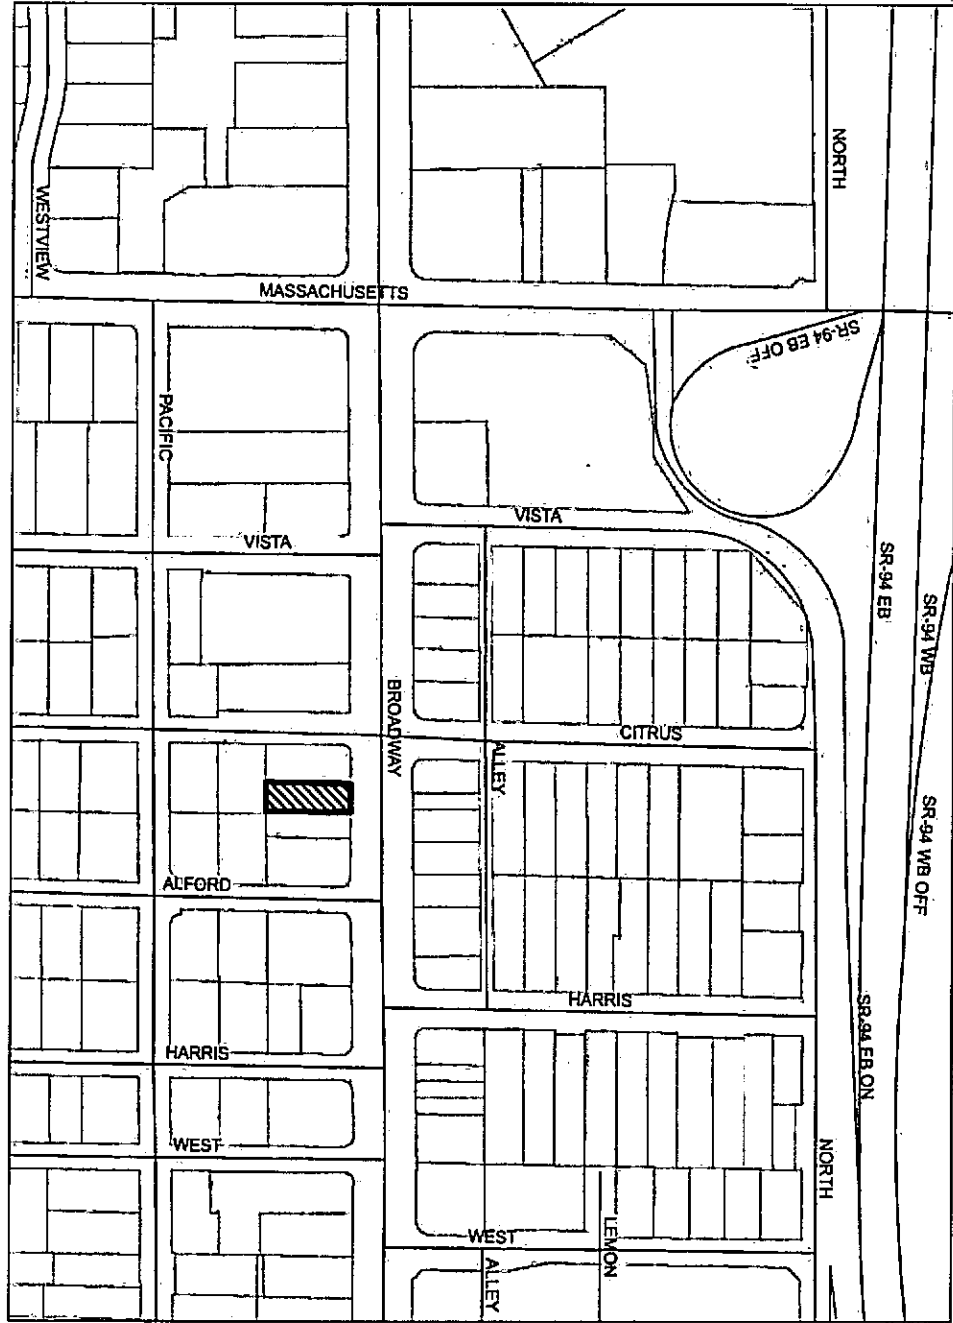 NORTH
WESTVIEW
MASSACHUSETTS
SR-94 EB OFF
PACIFIC
VISTA
VISTA
SR-94 EB
SR-94 WB
BROADWAY
CITRUS
ALLEY
SR-94 WB OFF
ALFORD
HARRIS
SR-94 EB ON
HARRIS
WEST
NORTH
WEST
LEMON
ALLEY